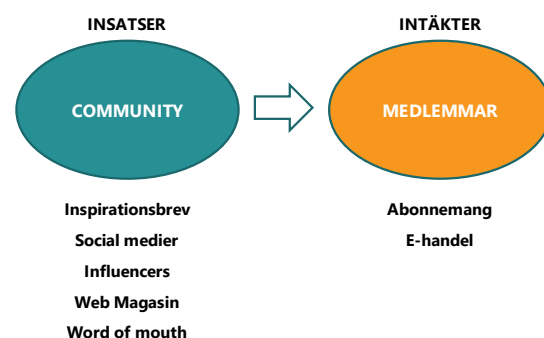 INSATSER
COMMUNITY
Inspirationsbrev
Social medier
Influencers
Web Magasin
Word of mouth
INTÄKTER
MEDLEMMAR
Abonnemang
E-handel